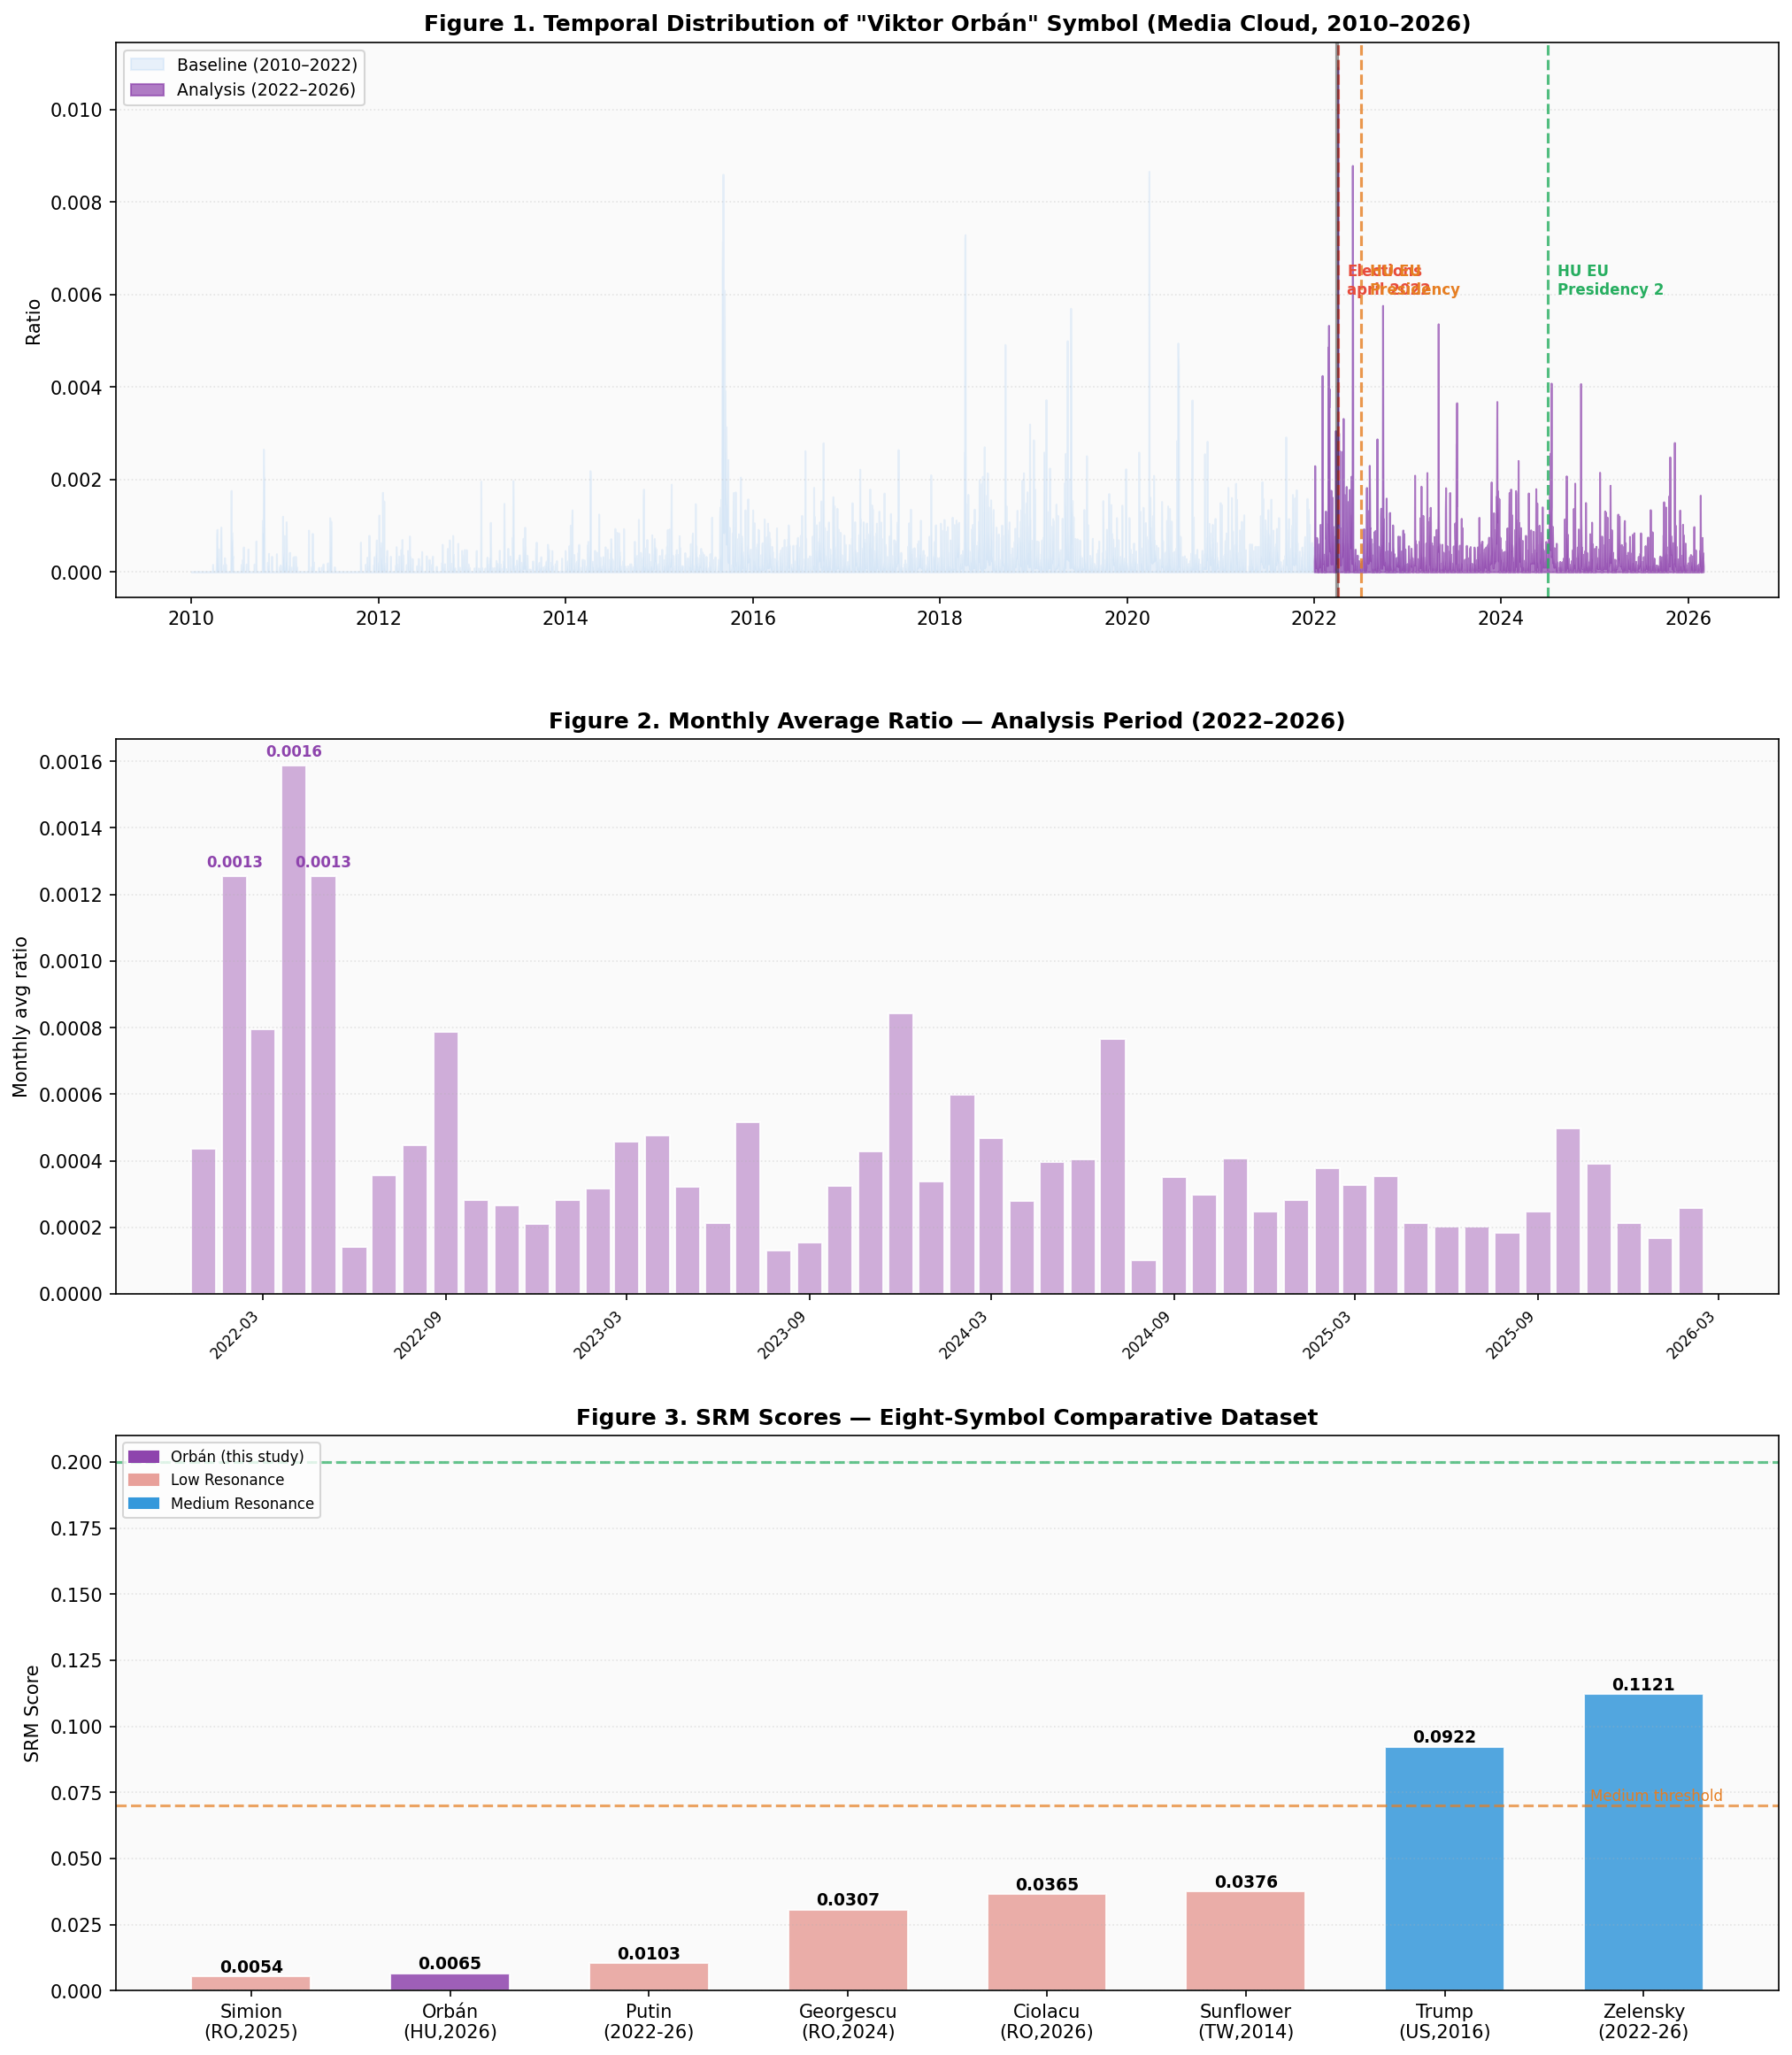 Figure 1. Temporal Distribution of "Viktor Orbán" Symbol (Media Cloud, 2010–2026)
Baseline (2010–2022)
Analysis (2022–2026)
Ratio
0.010
0.008
0.006
0.004
0.002
0.000
Elections
april 2022
HU EU
Presidency
HU EU
Presidency 2
2010 2012 2014 2016 2018 2020 2022 2024 2026
Figure 2. Monthly Average Ratio — Analysis Period (2022–2026)
Monthly avg ratio
0.0016
0.0014
0.0012
0.0010
0.0008
0.0006
0.0004
0.0002
0.0000
0.0013 0.0016 0.0013
2022-03 2022-09 2023-03 2023-09 2024-03 2024-09 2025-03 2025-09 2026-03
Figure 3. SRM Scores — Eight-Symbol Comparative Dataset
Orbán (this study)
Low Resonance
Medium Resonance
SRM Score
0.200
0.175
0.150
0.125
0.100
0.075
0.050
0.025
0.000
Medium threshold
0.0054 0.0065 0.0103 0.0307 0.0365 0.0376 0.0922 0.1121
Simion Orbán Putin Georgescu Ciolacu Sunflower Trump Zelensky
(RO,2025) (HU,2026) (2022-26) (RO,2024) (RO,2026) (TW,2014) (US,2016) (2022-26)